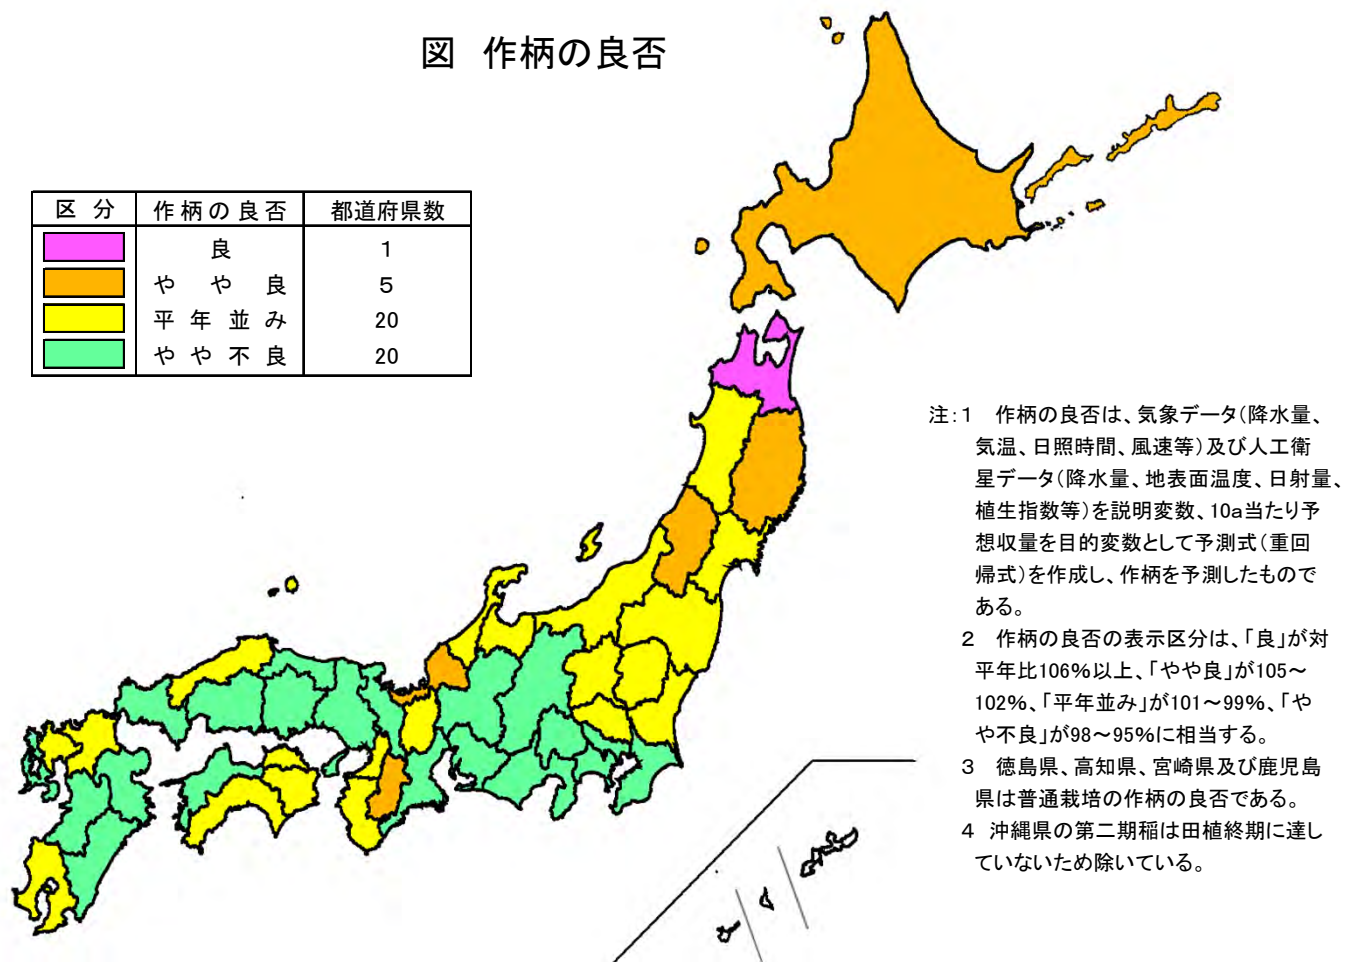 図 作柄の良否
区 分 作柄の良否 都道府県数
良 1
や や 良 5
平 年 並 み 20
や や 不 良 20
注:1 作柄の良否は、気象データ(降水量、
気温、日照時間、風速等)及び人工衛
星データ(降水量、地表面温度、日射量、
植生指数等)を説明変数、10a当たり予
想収量を目的変数として予測式(重回
帰式)を作成し、作柄を予測したもので
ある。
2 作柄の良否の表示区分は、「良」が対
平年比106%以上、「やや良」が105~
102%、「平年並み」が101~99%、「や
や不良」が98~95%に相当する。
3 徳島県、高知県、宮崎県及び鹿児島
県は普通栽培の作柄の良否である。
4 沖縄県の第二期稲は田植終期に達し
ていないため除いている。